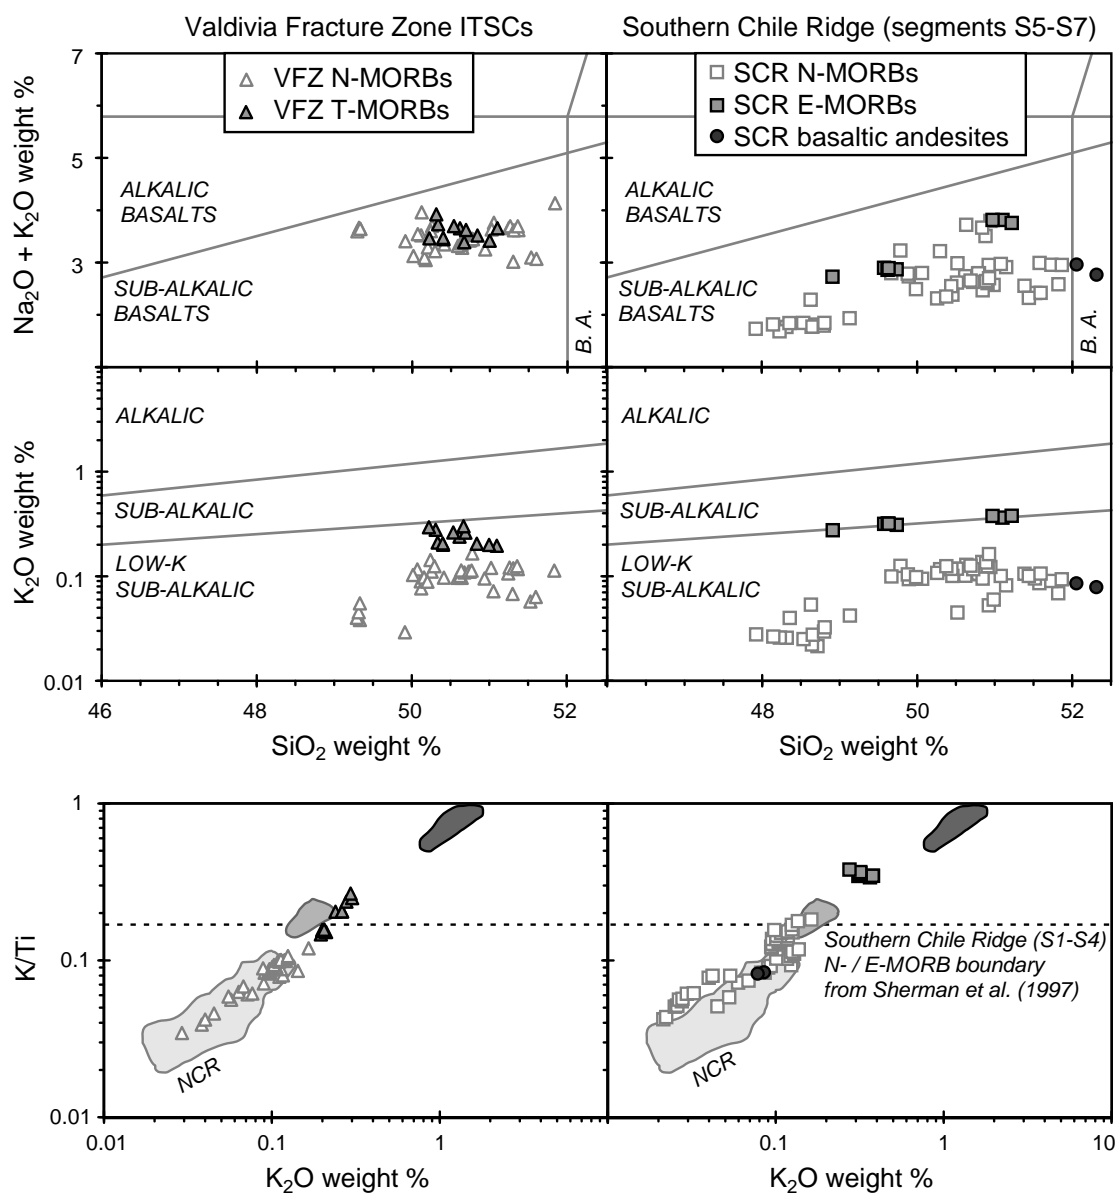 Valdivia Fracture Zone ITSCs
Southern Chile Ridge (segments S5-S7)
VFZ N-MORBs
VFZ T-MORBs
SCR N-MORBs
SCR E-MORBs
SCR basaltic andesites
Na₂O + K₂O weight %
7
5
3
ALKALIC
BASALTS
SUB-ALKALIC
BASALTS
B. A.
ALKALIC
BASALTS
SUB-ALKALIC
BASALTS
B. A.
K₂O weight %
1
0.1
0.01
ALKALIC
SUB-ALKALIC
LOW-K
SUB-ALKALIC
ALKALIC
SUB-ALKALIC
LOW-K
SUB-ALKALIC
46 48 50 52
48 50 52
SiO₂ weight %
SiO₂ weight %
K/Ti
1
0.1
0.01
NCR
Southern Chile Ridge (S1-S4)
N- / E-MORB boundary
from Sherman et al. (1997)
NCR
0.01 0.1 1
0.1 1 10
K₂O weight %
K₂O weight %